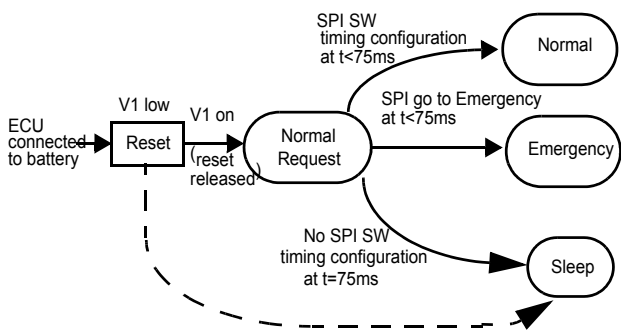 SPI SW
timing configuration
at t<75ms
Normal
V1 low
V1 on
SPI go to Emergency
at t<75ms
ECU
connected
to battery
Reset
(reset
released)
Normal
Request
Emergency
No SPI SW
timing configuration
at t=75ms
Sleep